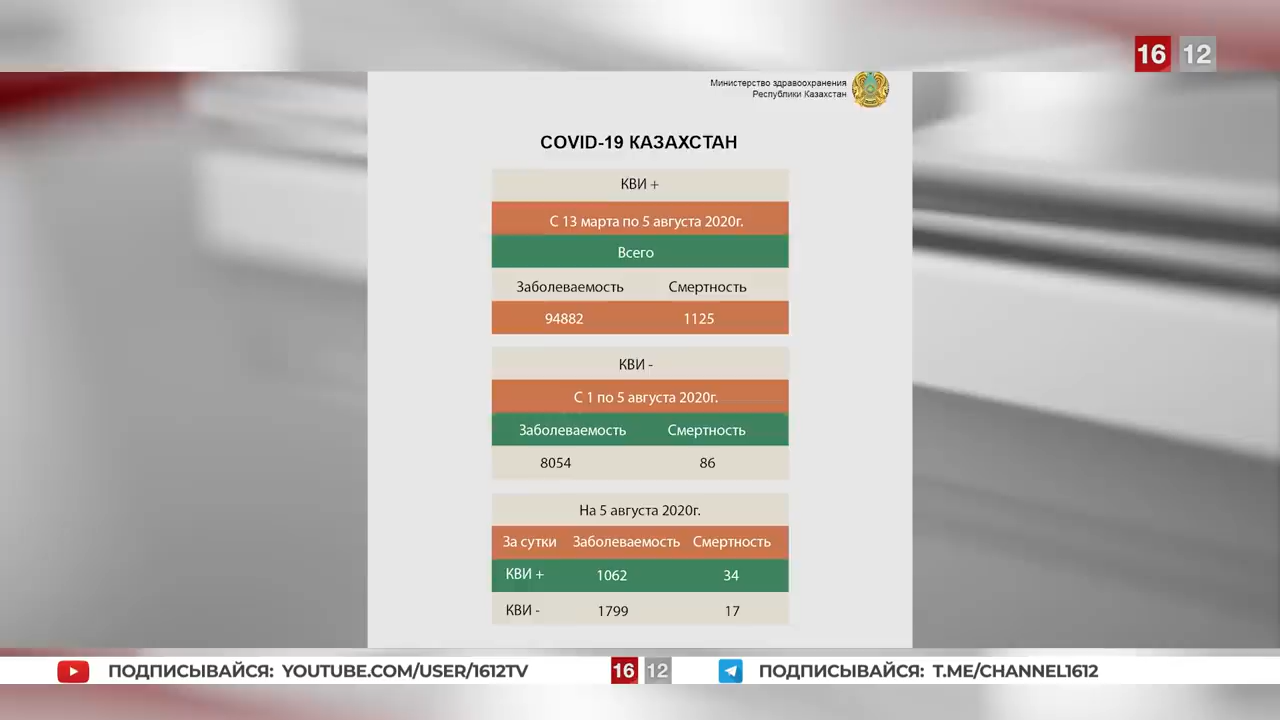 16 12
Министерство здравоохранения
Республики Казахстан
COVID-19 КАЗАХСТАН
КВИ +
С 13 марта по 5 августа 2020г.
Всего
Заболеваемость Смертность
94882 1125
КВИ -
С 1 по 5 августа 2020г.
Заболеваемость Смертность
8054 86
На 5 августа 2020г.
За сутки Заболеваемость Смертность
КВИ + 1062 34
КВИ - 1799 17
ПОДПИСЫВАЙСЯ: YOUTUBE.COM/USER/1612TV 16 12 ПОДПИСЫВАЙСЯ: T.ME/CHANNEL1612